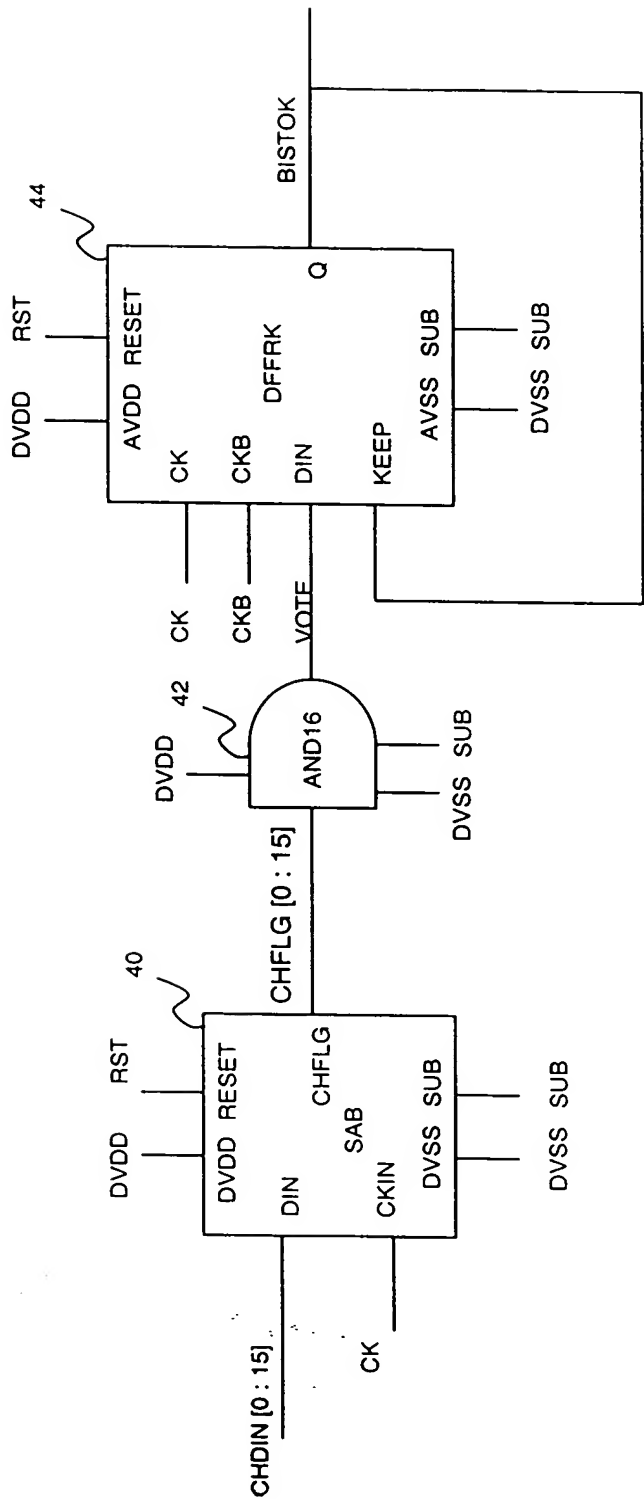 CHDIN [0 : 15]
CK
DVDD
RST
40
DVDD RESET
DIN
CHFLG
SAB
CKIN
DVSS SUB
DVSS SUB
CHFLG [0 : 15]
DVDD
42
AND16
DVSS SUB
CK
CKB
VOTE
DVDD
RST
44
AVDD RESET
CK
CKB
DFFRK
DIN
Q
KEEP
AVSS SUB
DVSS SUB
BISTOK